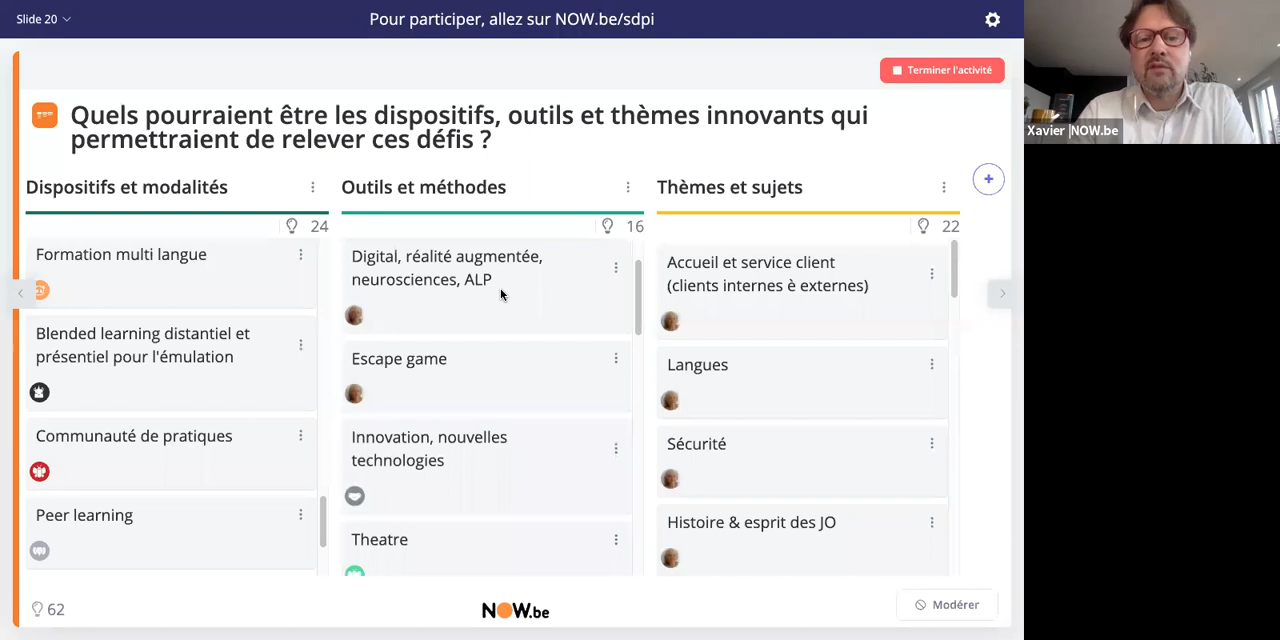 Slide 20
Pour participer, allez sur NOW.be/sdpi
Terminer l'activité
Quels pourraient être les dispositifs, outils et thèmes innovants qui
permettraient de relever ces défis ?
Xavier |NOW.be
Dispositifs et modalités
24
Formation multi langue
Blended learning distantiel et
présentiel pour l'émulation
Communauté de pratiques
Peer learning
Outils et méthodes
16
Digital, réalité augmentée,
neurosciences, ALP
Escape game
Innovation, nouvelles
technologies
Theatre
Thèmes et sujets
22
Accueil et service client
(clients internes è externes)
Langues
Sécurité
Histoire & esprit des JO
62
NOW.be
Modérer